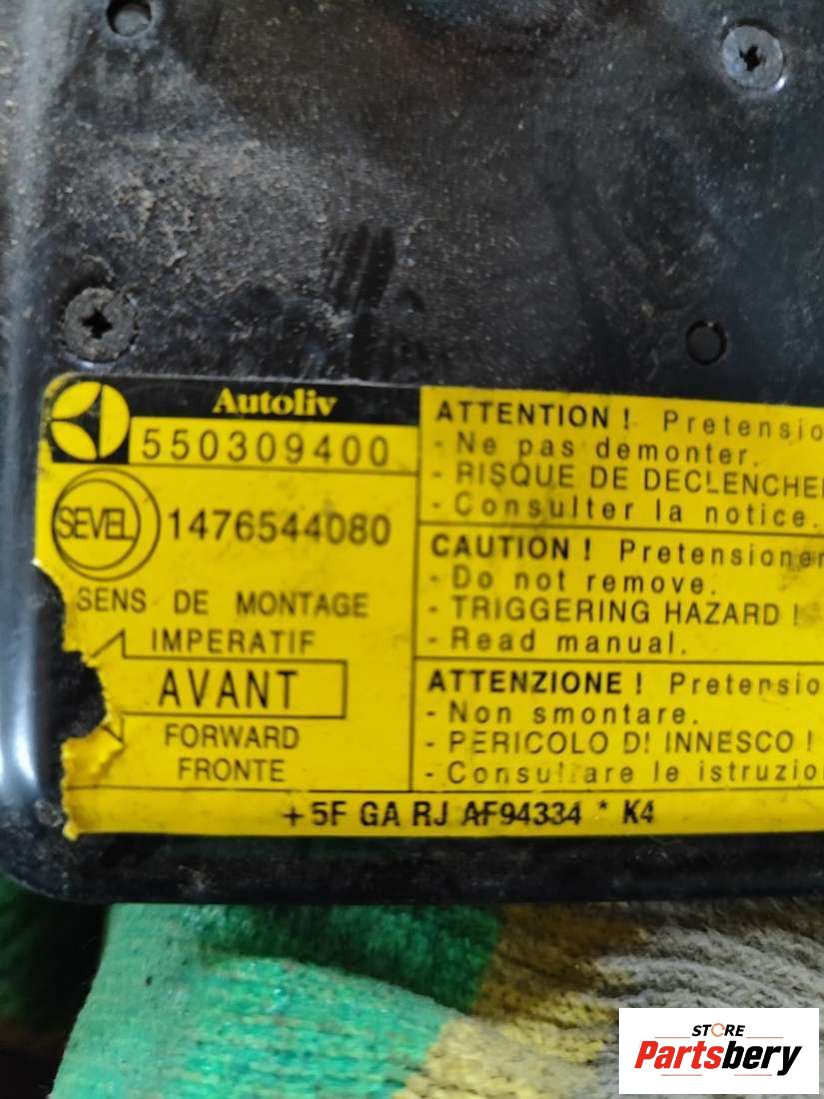 Autoliv
550309400
SEVEL 1476544080
SENS DE MONTAGE
IMPERATIF
AVANT
FORWARD
FRONTE
ATTENTION ! Pretensio
- Ne pas demonter.
- RISQUE DE DECLENCHE
- Consulter la notice.
CAUTION ! Pretensioner
- Do not remove.
- TRIGGERING HAZARD !
- Read manual.
ATTENZIONE ! Pretensio
- Non smontare.
- PERICOLO DI INNESCO !
- Consultare le istruzio
+5F GA RJ AF94334 * K4
STORE
Partsbery